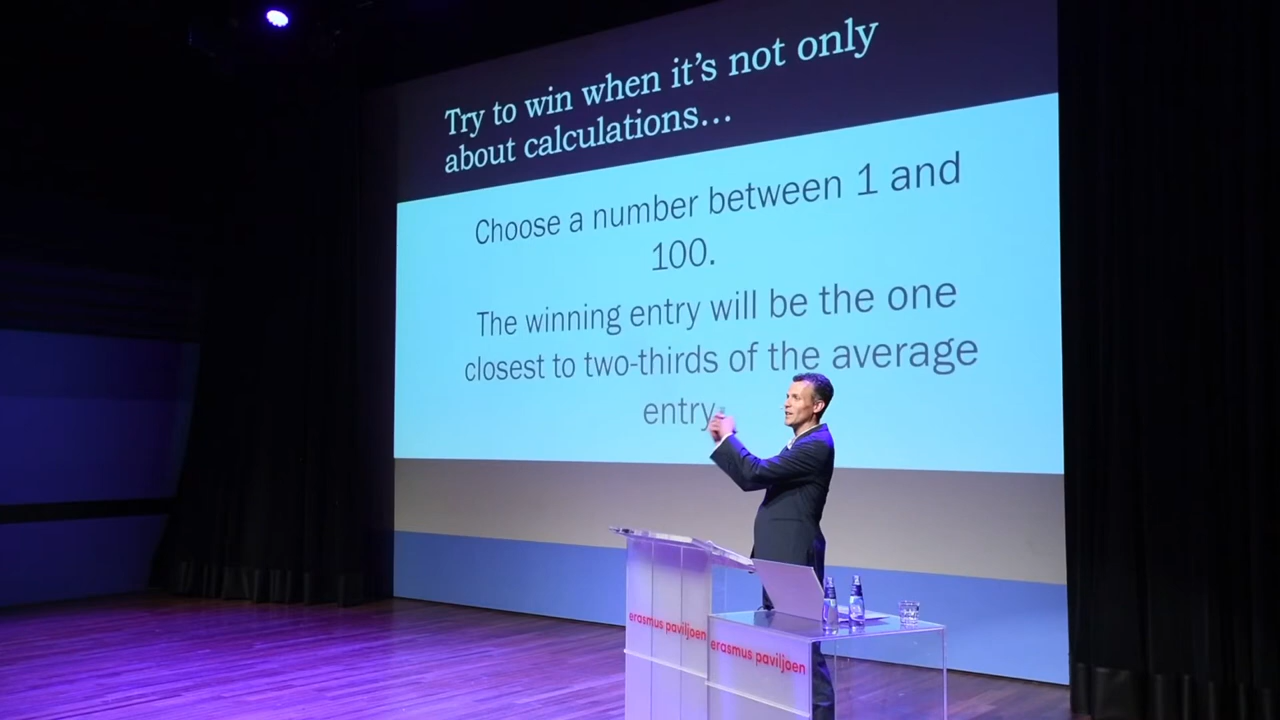 Try to win when it's not only
about calculations...
Choose a number between 1 and
100.
The winning entry will be the one
closest to two-thirds of the average
entry
erasmus paviljoen
erasmus paviljoen